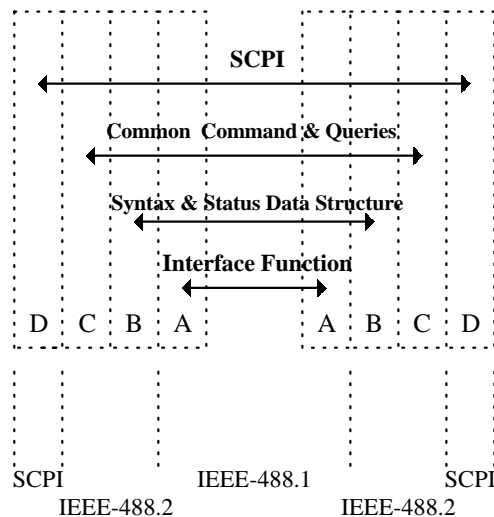 SCPI
Common Command & Queries
Syntax & Status Data Structure
Interface Function
D C B A A B C D
SCPI IEEE-488.1 SCPI
IEEE-488.2 IEEE-488.2